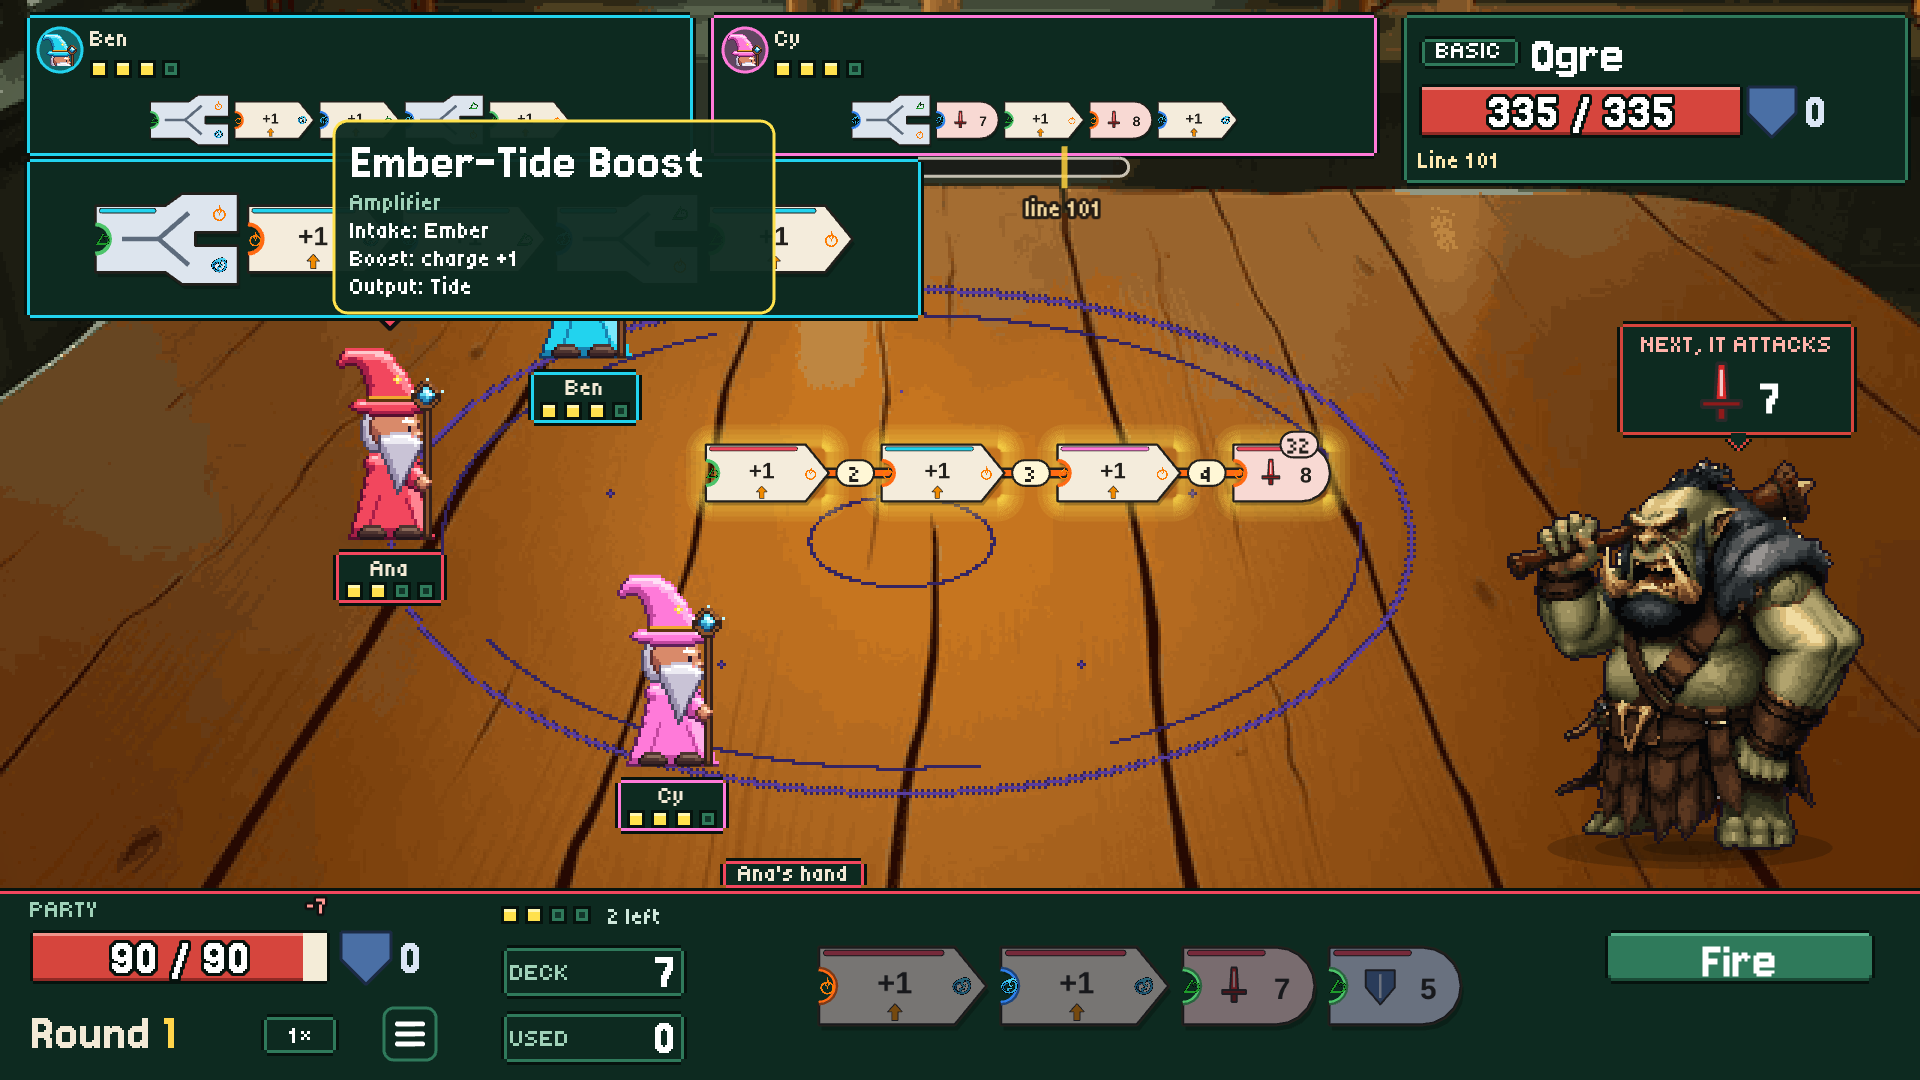 Ben
+1
+1
+1
Cy
7
+1
8
+1
BASIC Ogre
335 / 335
0
Line 101
Ember-Tide Boost
Amplifier
Intake: Ember
Boost: charge +1
Output: Tide
+1
1
line 101
NEXT, IT ATTACKS
7
Ben
+1
2
+1
3
+1
4
32
8
Ana
Cy
Ana's hand
PARTY
-7
90 / 90
0
Round 1
1x
2 left
DECK 7
USED 0
+1
+1
7
5
Fire